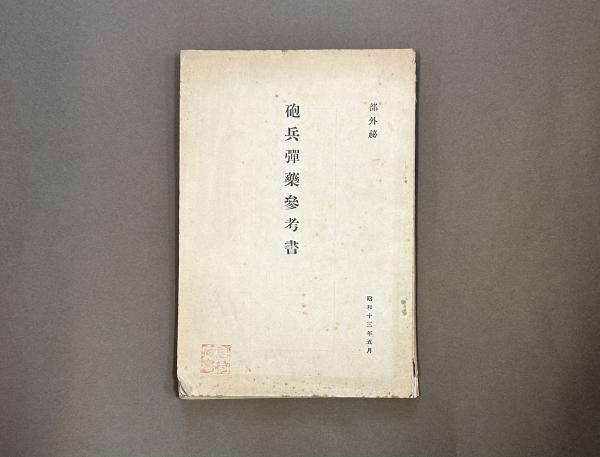 部外秘
砲兵彈藥參考書
昭和十三年五月